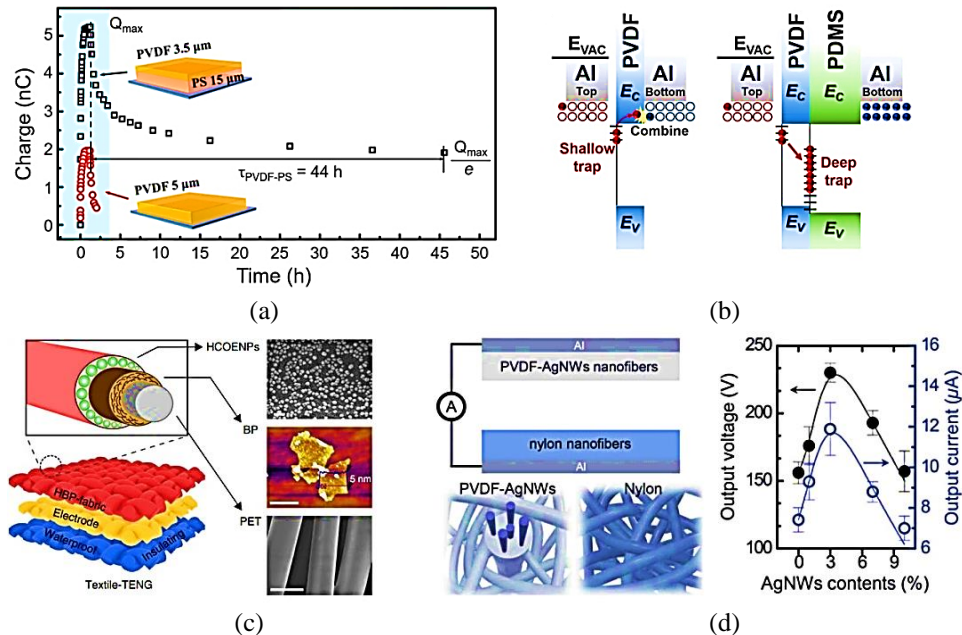 Q_max
PVDF 3.5 μm
PS 15 μm
τ_PVDF-PS = 44 h
Q_max
e
PVDF 5 μm
Charge (nC)
5
4
3
2
1
0
0 5 10 15 20 25 30 35 40 45 50
Time (h)
(a)
E_VAC
Al
Top
PVDF
E_C
Al
Bottom
Combine
Shallow
trap
E_V
E_VAC
Al
Top
PVDF
PDMS
E_C
E_C
Al
Bottom
Deep
trap
E_V
E_V
(b)
HCOENPs
BP
5 nm
PET
HBP-fabric
Electrode
Waterproof
Insulating
Textile-TENG
(c)
Al
PVDF-AgNWs nanofibers
A
nylon nanofibers
Al
PVDF-AgNWs
Nylon
Output voltage (V)
250
200
150
100
0 3 6 9
AgNWs contents (%)
16
14
12
10
8
6
Output current (μA)
(d)